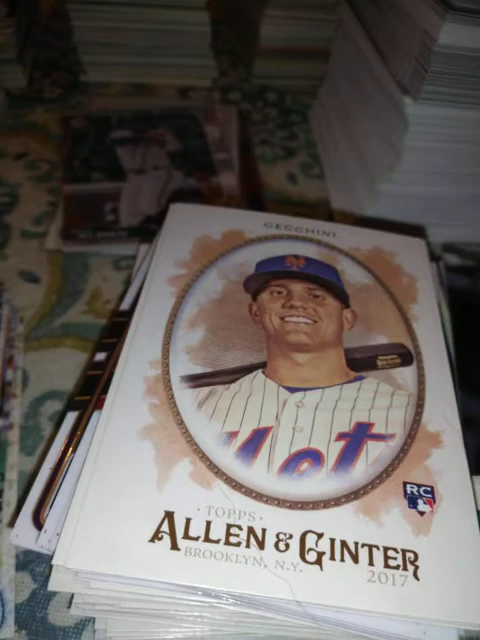 CECCHINI
Mets
RC
· TOPPS ·
ALLEN & GINTER
BROOKLYN, N.Y.
2017